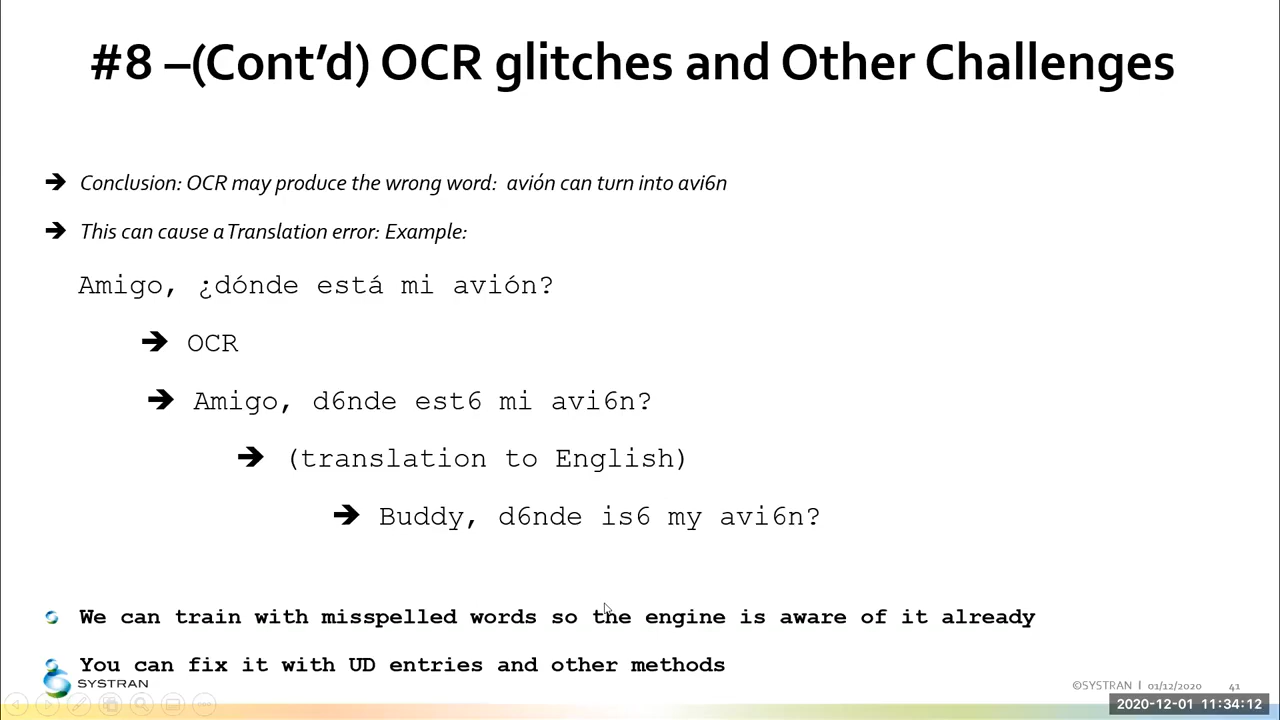 #8 –(Cont’d) OCR glitches and Other Challenges
➔ Conclusion: OCR may produce the wrong word: avión can turn into avi6n
➔ This can cause a Translation error: Example:
Amigo, ¿dónde está mi avión?
➔ OCR
➔ Amigo, d6nde est6 mi avi6n?
➔ (translation to English)
➔ Buddy, d6nde is6 my avi6n?
We can train with misspelled words so the engine is aware of it already
You can fix it with UD entries and other methods
SYSTRAN
©SYSTRAN | 01/12/2020 41
2020-12-01 11:34:12